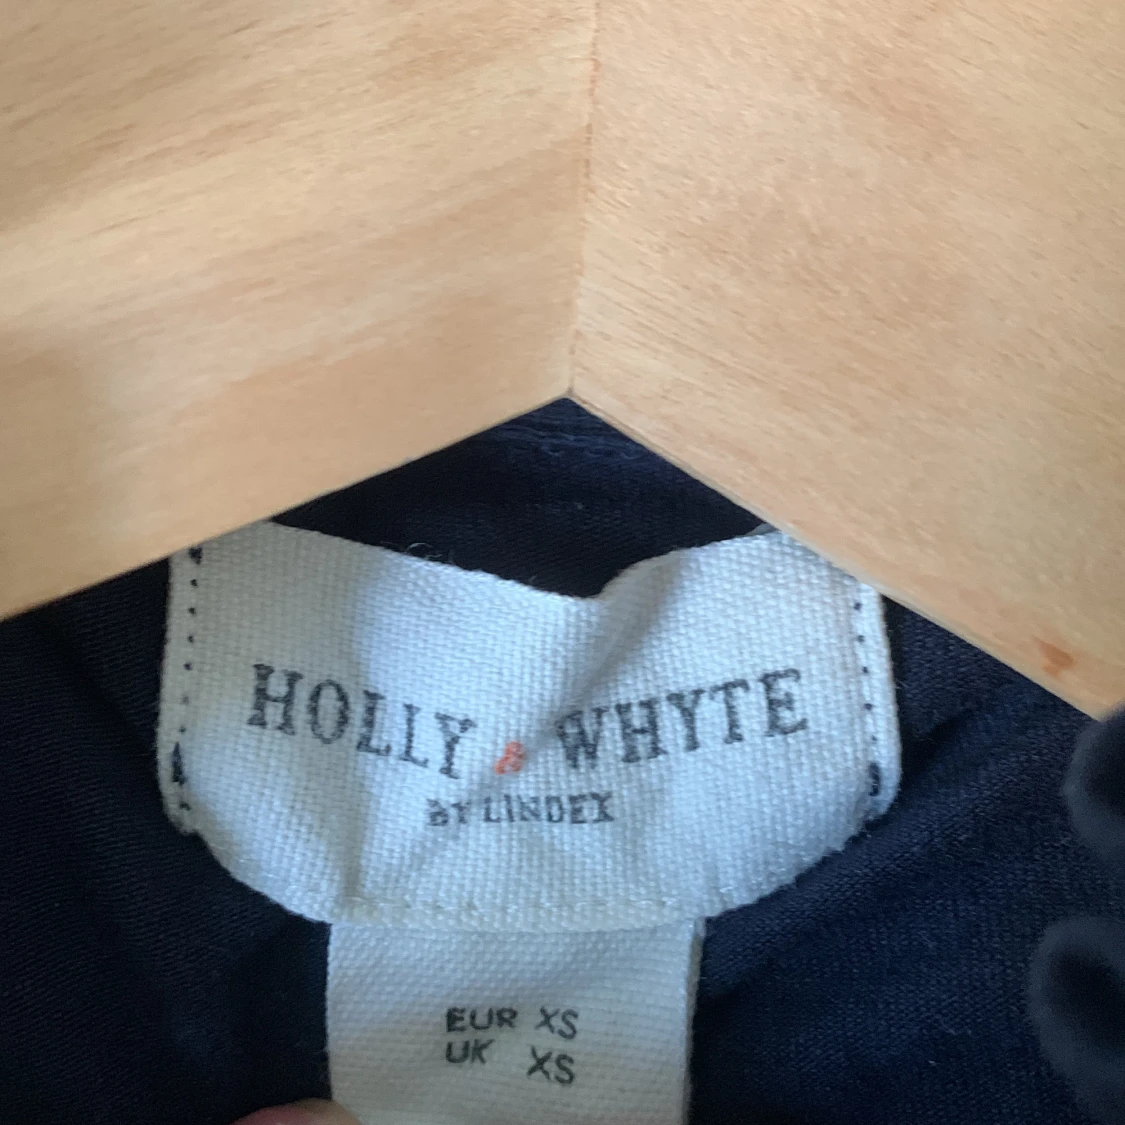 HOLLY & WHYTE
BY LINDEX
EUR XS
UK XS